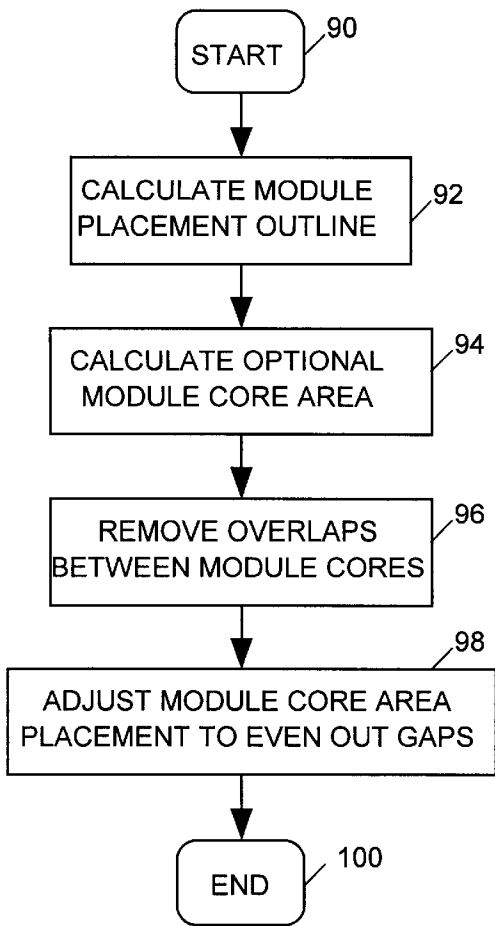 START
90
CALCULATE MODULE
PLACEMENT OUTLINE
92
CALCULATE OPTIONAL
MODULE CORE AREA
94
REMOVE OVERLAPS
BETWEEN MODULE CORES
96
98
ADJUST MODULE CORE AREA
PLACEMENT TO EVEN OUT GAPS
END
100